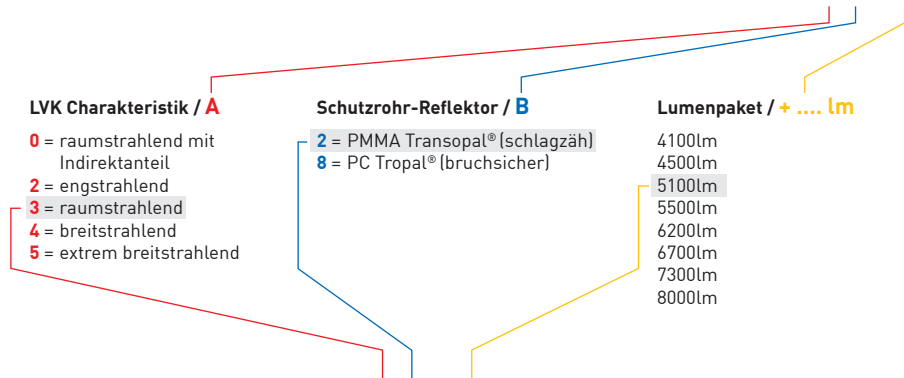 LVK Charakteristik / A
0 = raumstrahlend mit
Indirektanteil
2 = engstrahlend
3 = raumstrahlend
4 = breitstrahlend
5 = extrem breitstrahlend
Schutzrohr-Reflektor / B
2 = PMMA Transopal® (schlagzäh)
8 = PC Tropal® (bruchsicher)
Lumenpaket / + .... lm
4100lm
4500lm
5100lm
5500lm
6200lm
6700lm
7300lm
8000lm